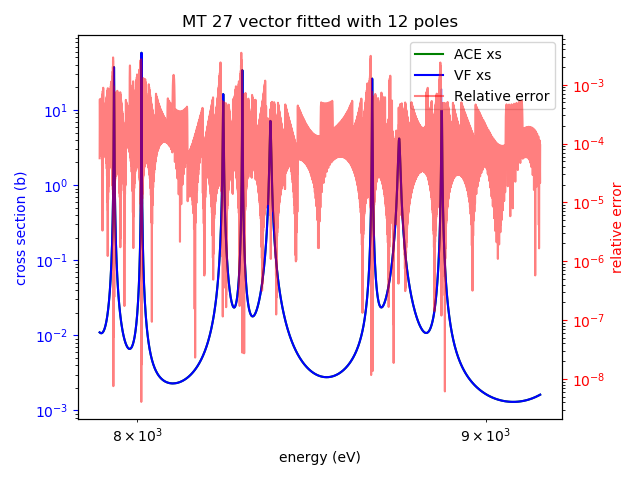 MT 27 vector fitted with 12 poles
ACE xs
VF xs
Relative error
cross section (b)
10¹
10⁰
10⁻¹
10⁻²
10⁻³
10⁻³
10⁻⁴
10⁻⁵
10⁻⁶
10⁻⁷
10⁻⁸
relative error
8 × 10³
9 × 10³
energy (eV)